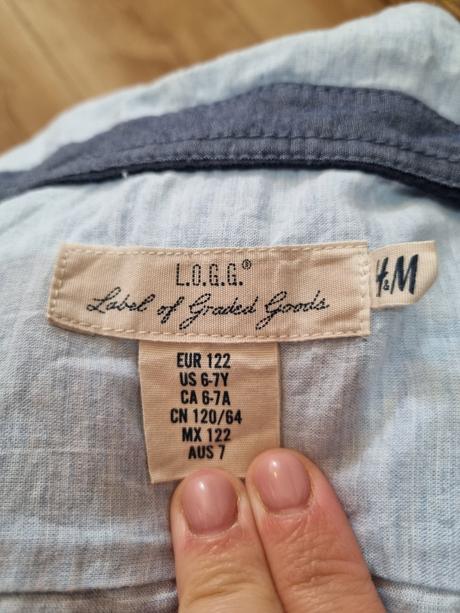 L.O.G.G.®
Label of Graded Goods
H&M
EUR 122
US 6-7Y
CA 6-7A
CN 120/64
MX 122
AUS 7